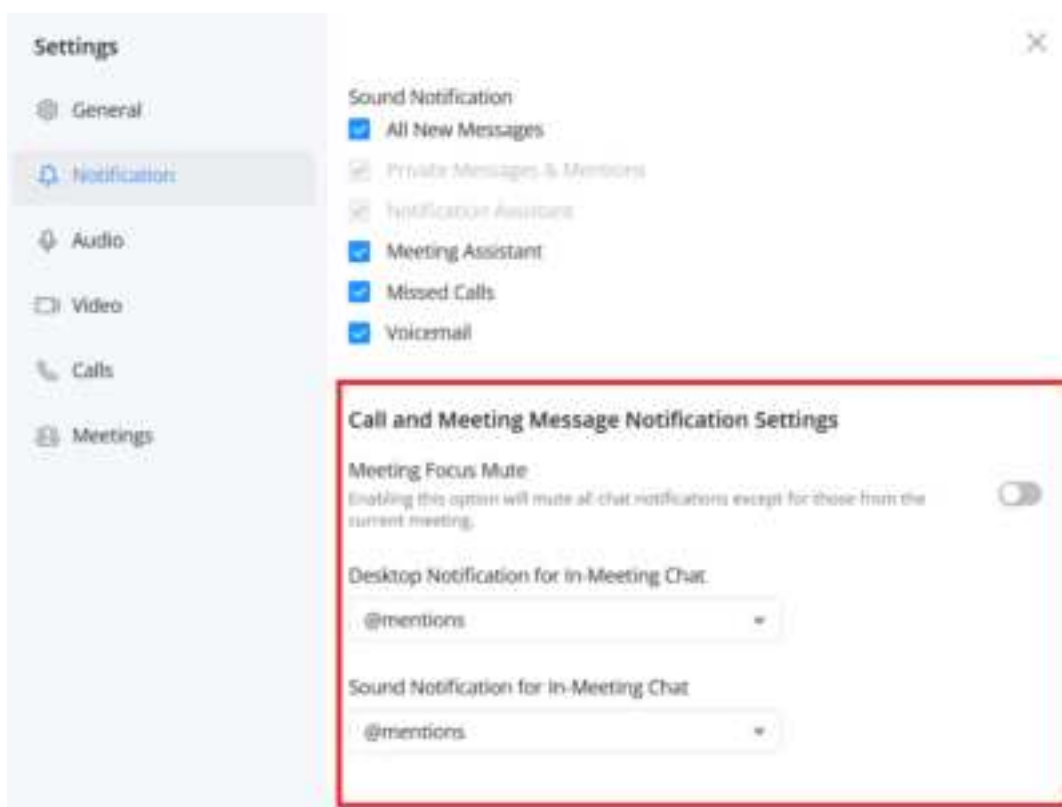 Settings
General
Notification
Audio
Video
Calls
Meetings
Sound Notification
All New Messages
Private Messages & Mentions
Notification Assistant
Meeting Assistant
Missed Calls
Voicemail
Call and Meeting Message Notification Settings
Meeting Focus Mute
Enabling this option will mute all chat notifications except for those from the
current meeting.
Desktop Notification for In-Meeting Chat
@mentions
Sound Notification for In-Meeting Chat
@mentions